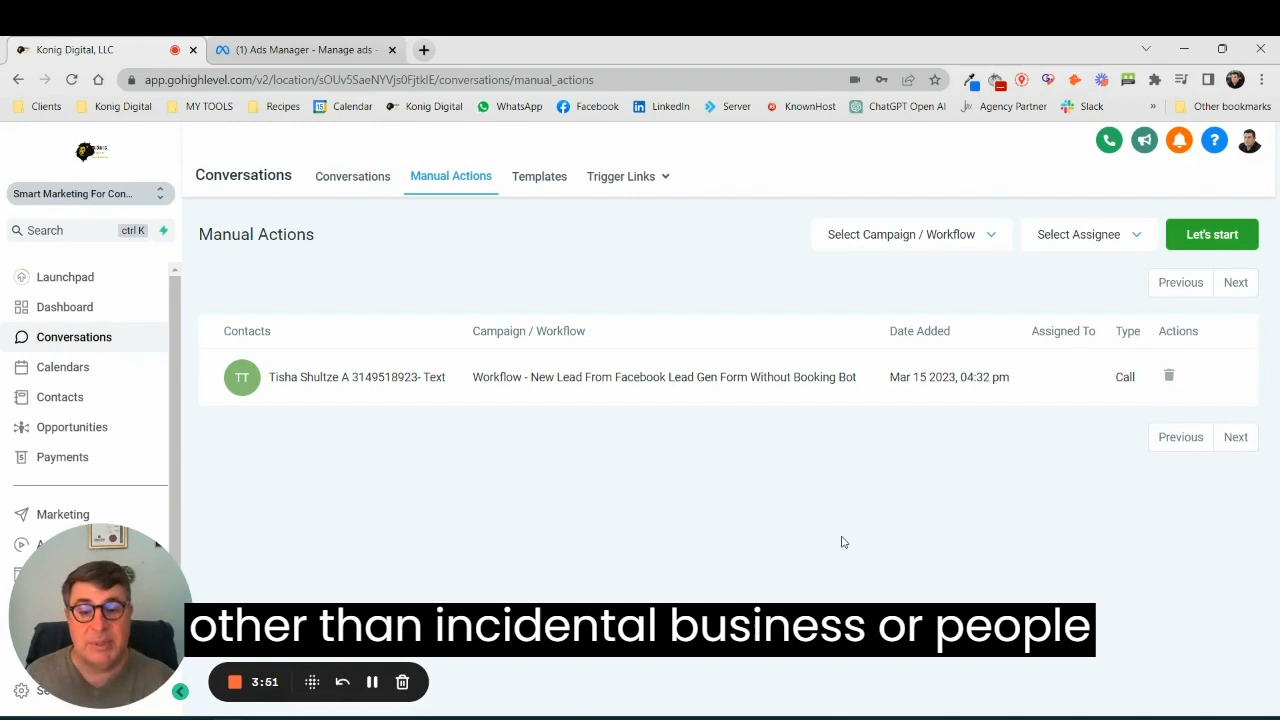 Konig Digital, LLC
(1) Ads Manager - Manage ads -
app.gohighlevel.com/v2/location/sOUv5SaeNYVjs0FjtklE/conversations/manual_actions
Clients Konig Digital MY TOOLS Recipes Calendar Konig Digital WhatsApp Facebook LinkedIn Server KnownHost ChatGPT Open AI Agency Partner Slack » Other bookmarks
Smart Marketing For Con...
Search ctrl K
Launchpad
Dashboard
Conversations
Calendars
Contacts
Opportunities
Payments
Marketing
Conversations Conversations Manual Actions Templates Trigger Links
Manual Actions Select Campaign / Workflow Select Assignee Let's start
Previous Next
Contacts Campaign / Workflow Date Added Assigned To Type Actions
TT Tisha Shultze A 3149518923- Text Workflow - New Lead From Facebook Lead Gen Form Without Booking Bot Mar 15 2023, 04:32 pm Call
Previous Next
other than incidental business or people
3:51